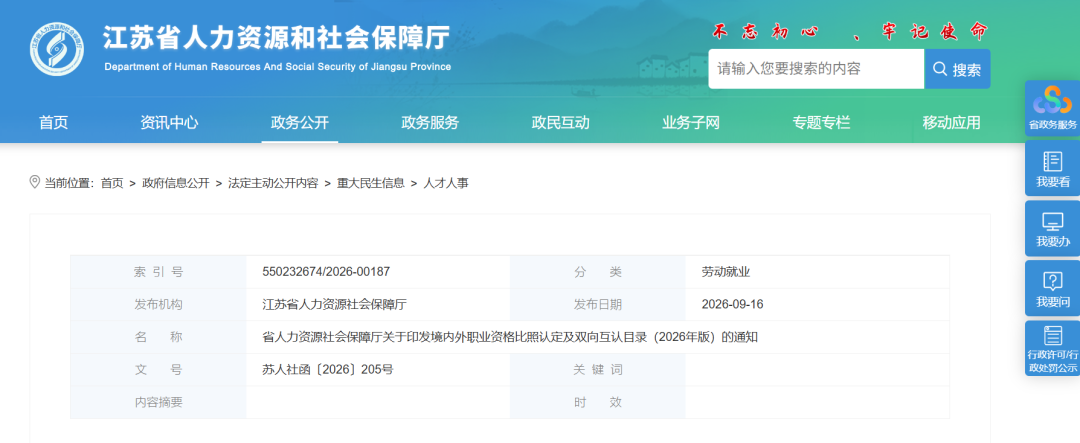 江苏省人力资源和社会保障厅
Department of Human Resources And Social Security of Jiangsu Province
不忘初心 、牢记使命
请输入您要搜索的内容
搜索
首页 资讯中心 政务公开 政务服务 政民互动 业务子网 专题专栏 移动应用
省政务服务
我要看
我要办
我要问
行政许可/行
政处罚公示
当前位置：首页 > 政府信息公开 > 法定主动公开内容 > 重大民生信息 > 人才人事
索 引 号 550232674/2026-00187 分 类 劳动就业
发布机构 江苏省人力资源社会保障厅 发布日期 2026-09-16
名 称 省人力资源社会保障厅关于印发境内外职业资格比照认定及双向互认目录（2026年版）的通知
文 号 苏人社函〔2026〕205号 关 键 词
内容摘要 时 效